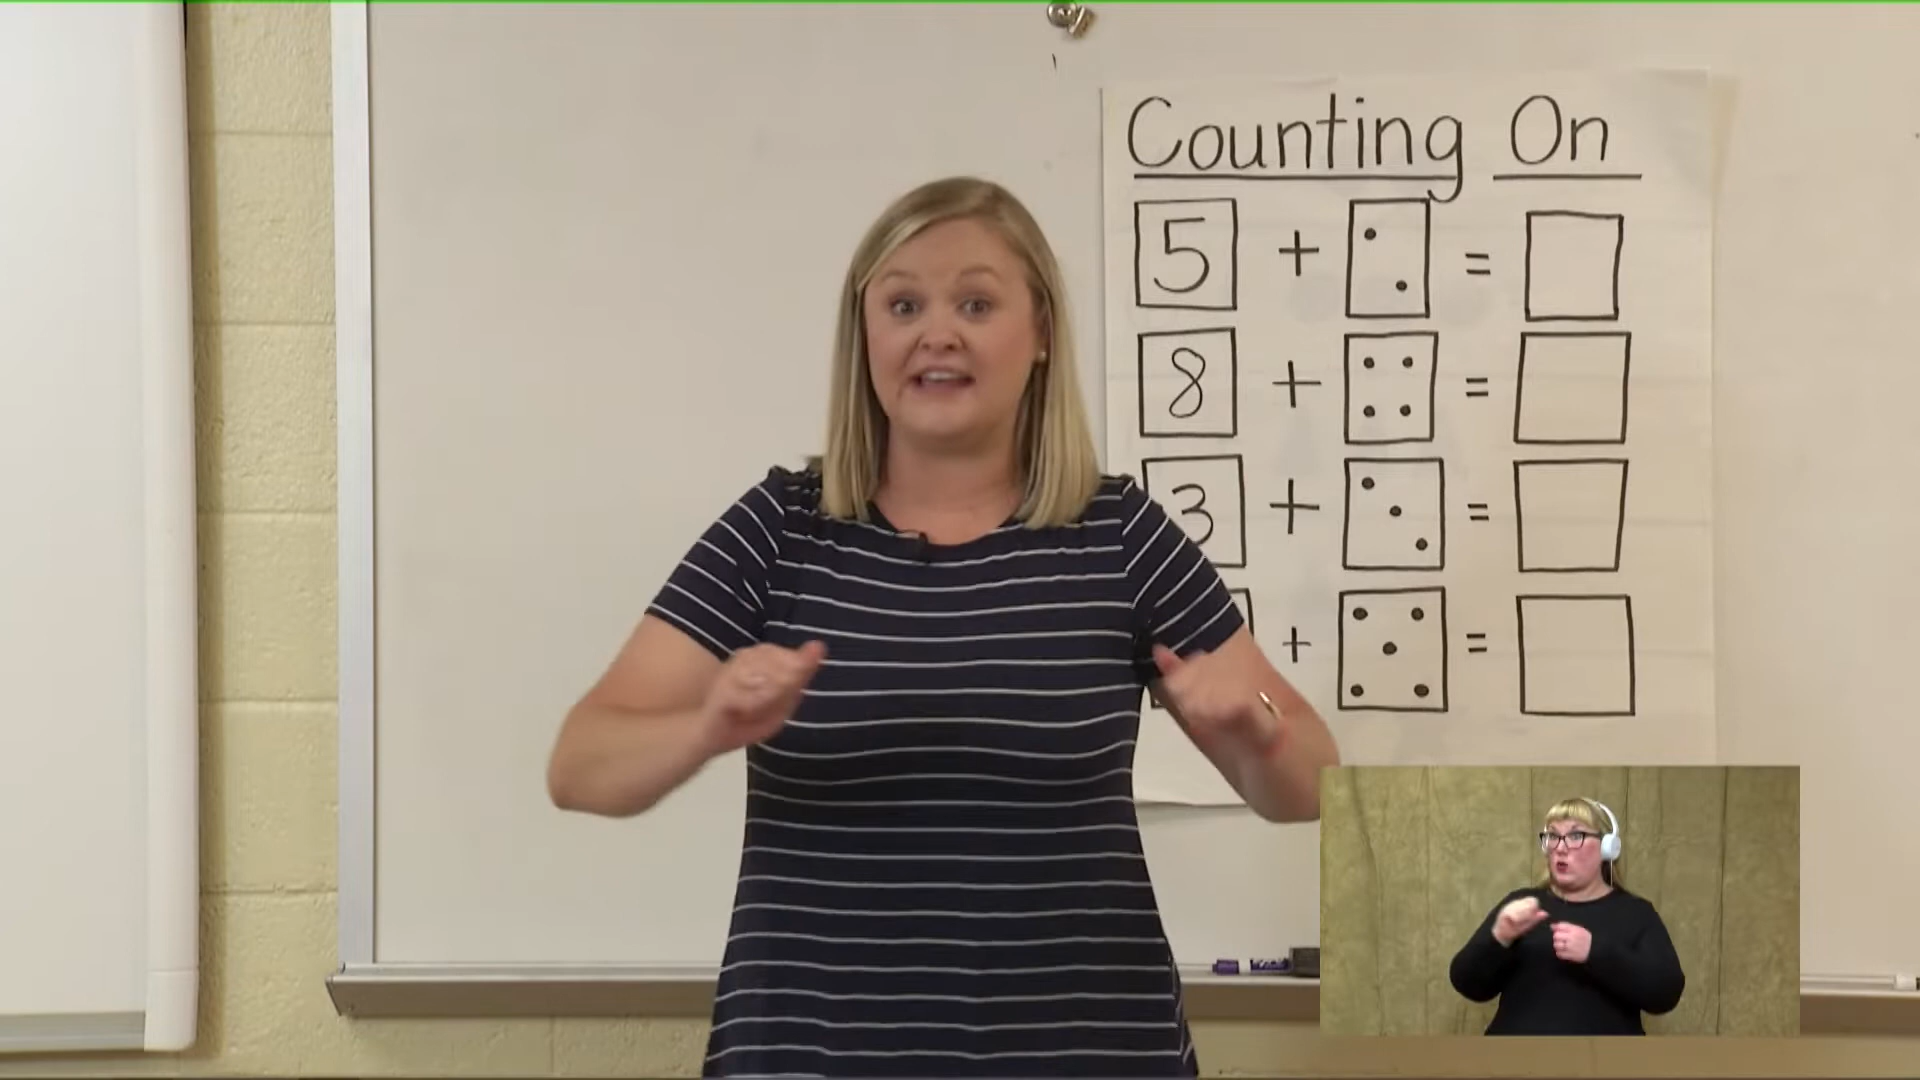 Counting On
5 + =
8 + =
3 + =
+ =